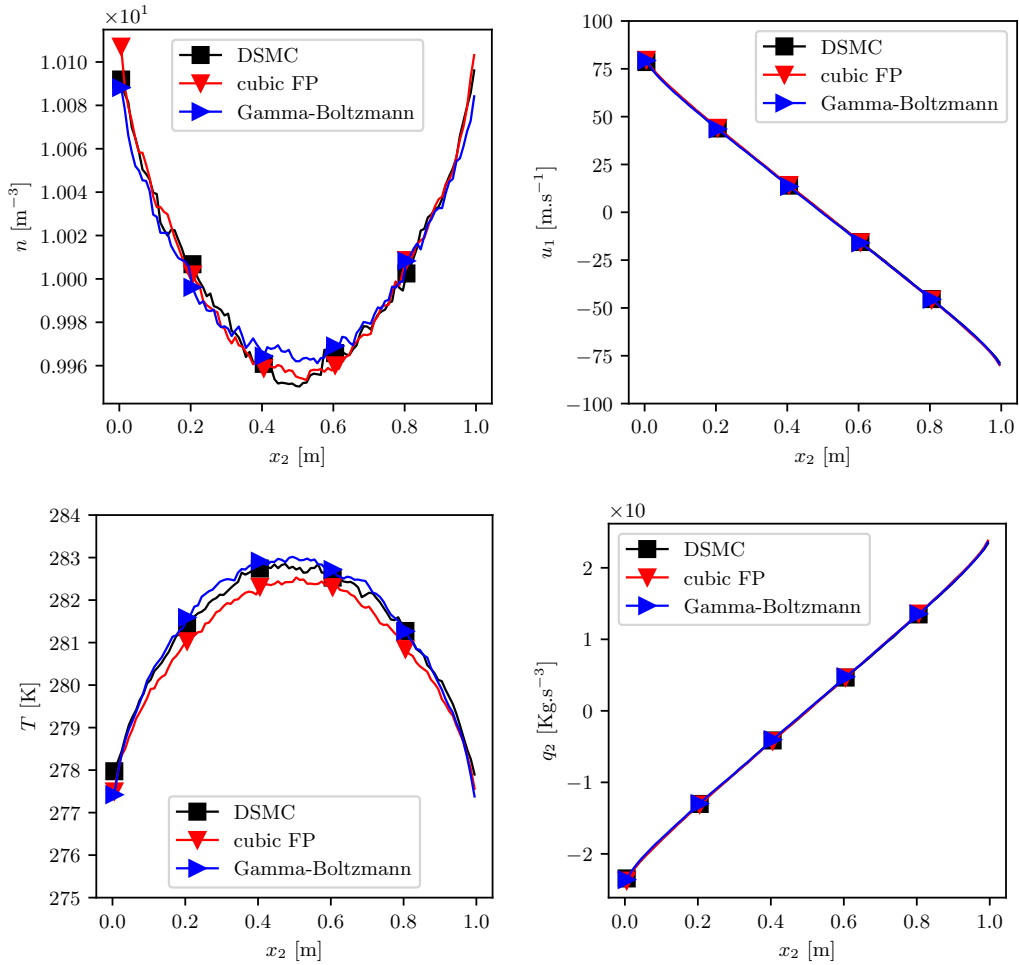 ×10¹
1.010
1.008
1.006
1.004
1.002
1.000
0.998
0.996
n [m⁻³]
DSMC
cubic FP
Gamma-Boltzmann
0.0 0.2 0.4 0.6 0.8 1.0
x₂ [m]
100
75
50
25
0
−25
−50
−75
−100
u₁ [m.s⁻¹]
DSMC
cubic FP
Gamma-Boltzmann
0.0 0.2 0.4 0.6 0.8 1.0
x₂ [m]
284
283
282
281
280
279
278
277
276
275
T [K]
DSMC
cubic FP
Gamma-Boltzmann
0.0 0.2 0.4 0.6 0.8 1.0
x₂ [m]
×10
2
1
0
−1
−2
q₂ [Kg.s⁻³]
DSMC
cubic FP
Gamma-Boltzmann
0.0 0.2 0.4 0.6 0.8 1.0
x₂ [m]